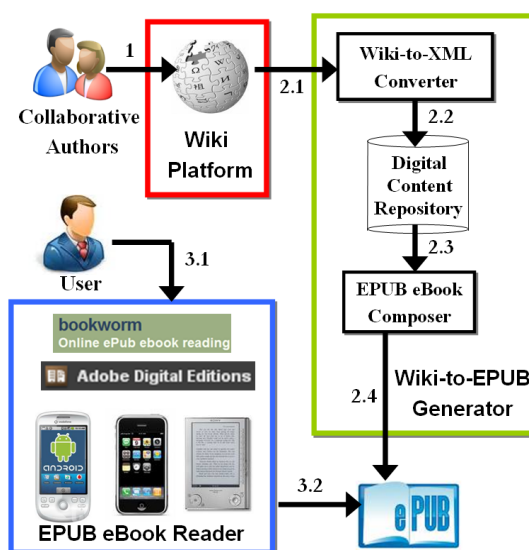 1
2.1
Wiki-to-XML
Converter
Collaborative
Authors
Wiki
Platform
2.2
Digital
Content
Repository
2.3
User
3.1
EPUB eBook
Composer
bookworm
Online ePub ebook reading
Adobe Digital Editions
2.4
Wiki-to-EPUB
Generator
ANDROID
3.2
ePUB
EPUB eBook Reader